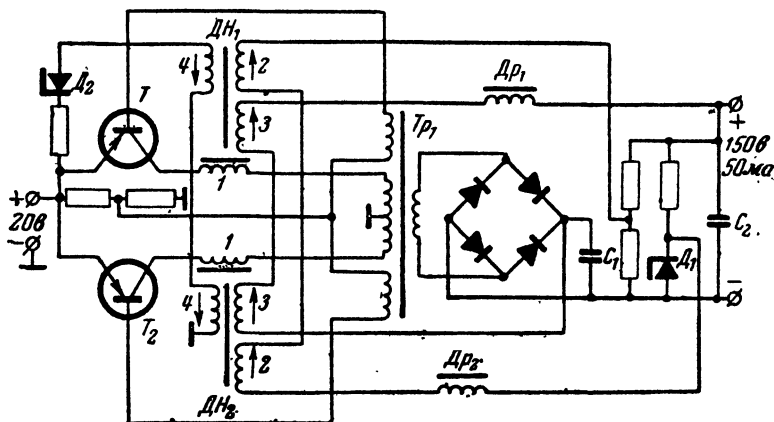 ДН₁
Д₂
Т
4
2
3
Др₁
Тр₁
+
150в
50ма
1
+
20в
−
1
С₁
С₂
Д₁
−
Т₂
4
3
2
ДН₂
Др₂